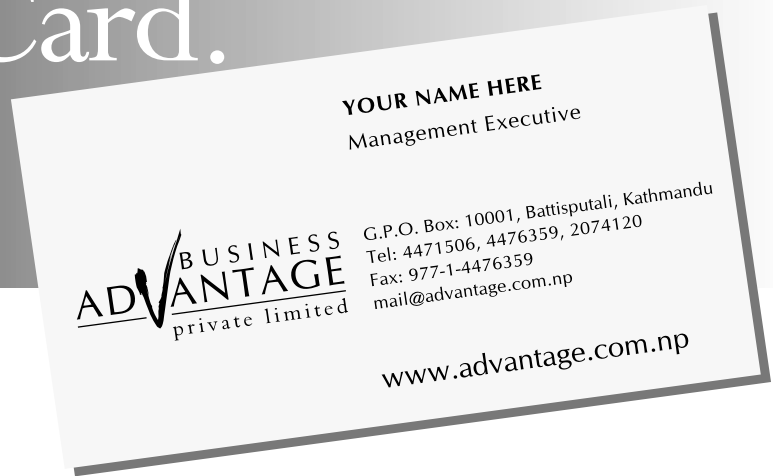 Card.
YOUR NAME HERE
Management Executive
BUSINESS
ADVANTAGE
private limited
G.P.O. Box: 10001, Battisputali, Kathmandu
Tel: 4471506, 4476359, 2074120
Fax: 977-1-4476359
mail@advantage.com.np
www.advantage.com.np